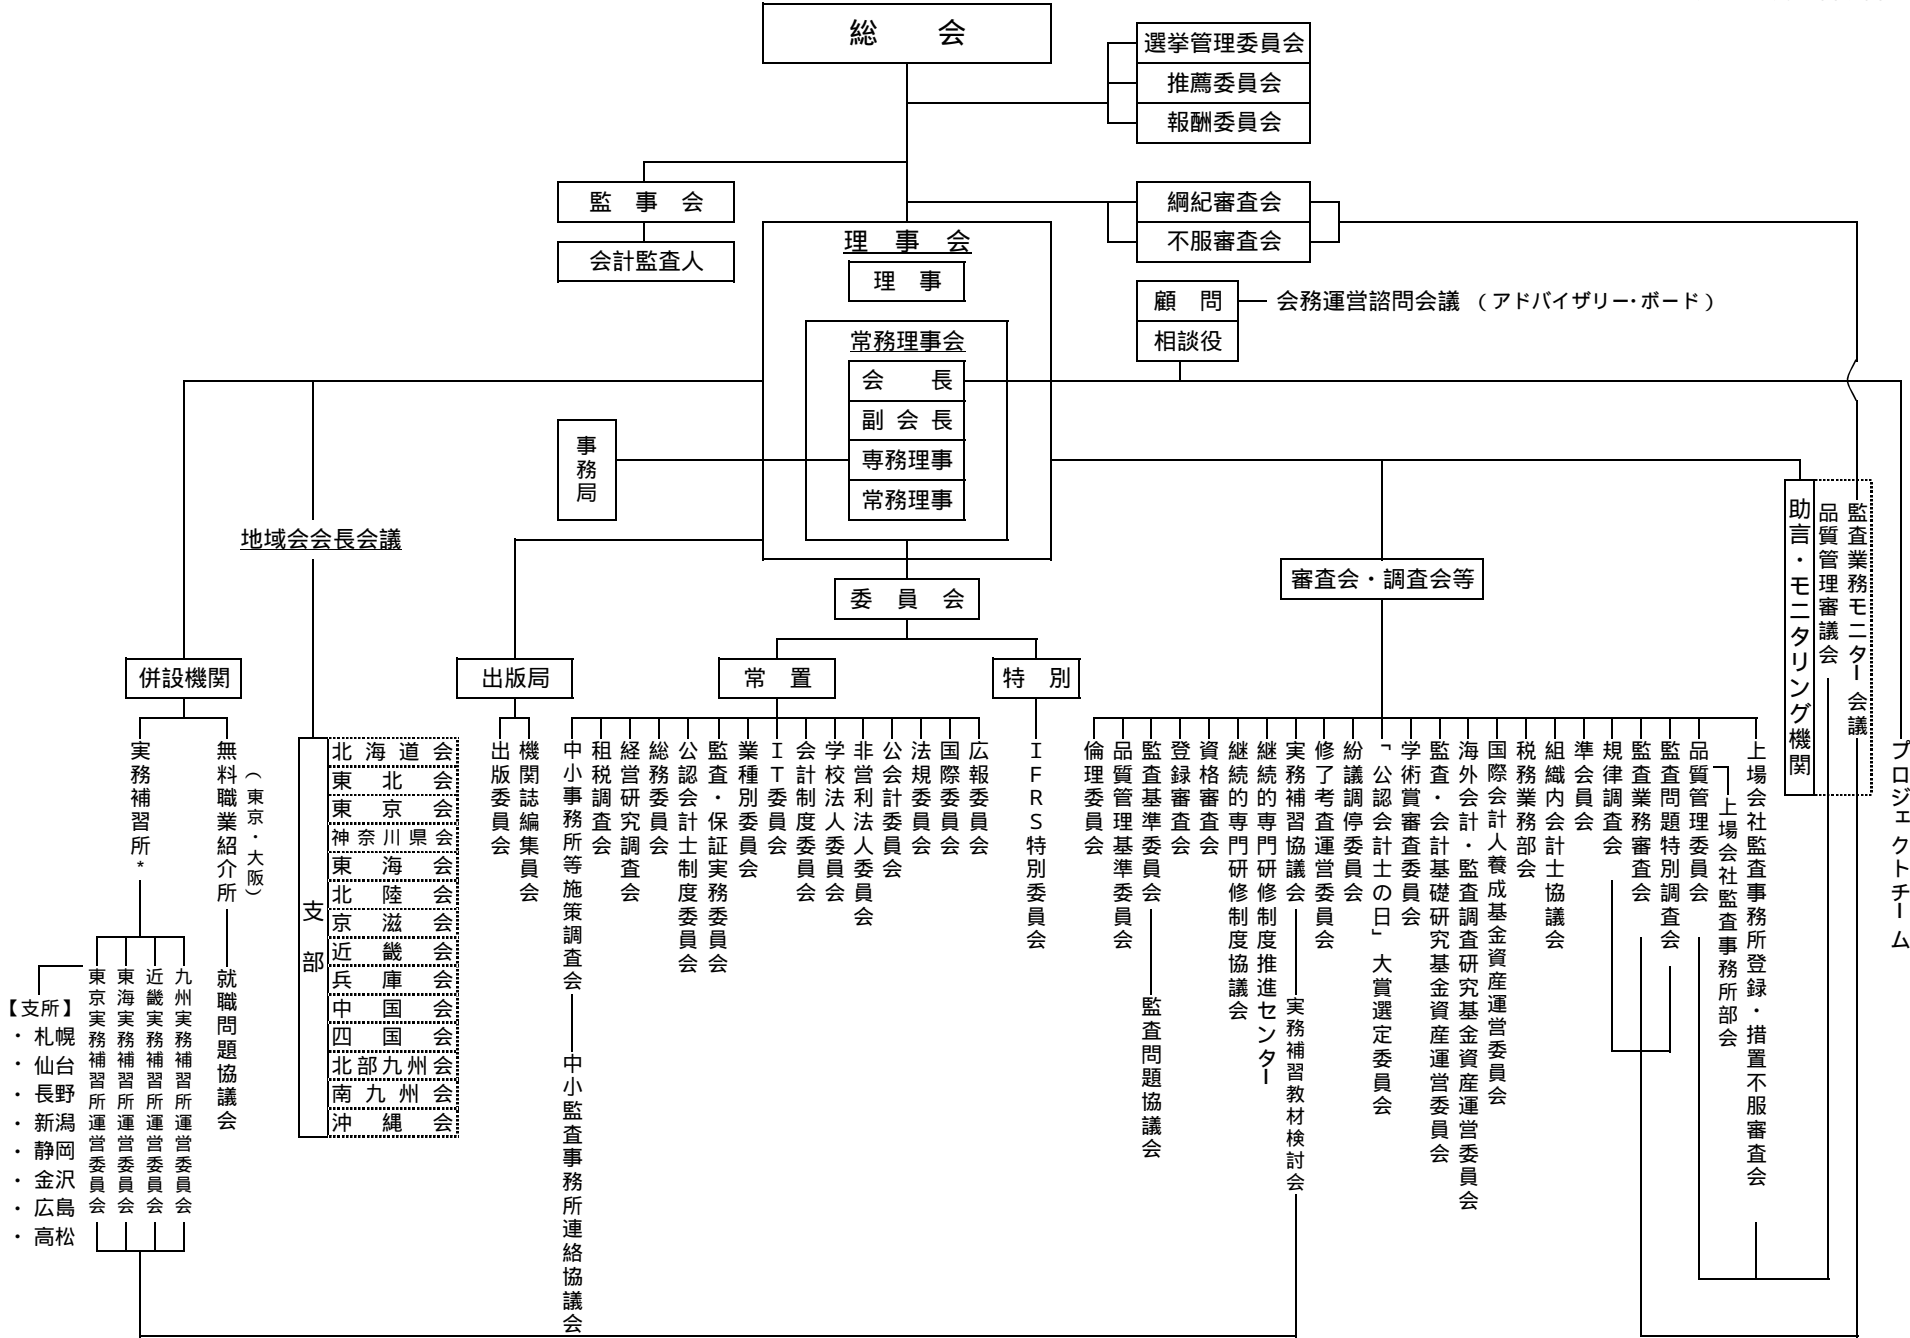 総 会
選挙管理委員会
推薦委員会
報酬委員会
監 事 会
会計監査人
綱紀審査会
不服審査会
理 事 会
理 事
顧 問
会務運営諮問会議 (アドバイザリー・ボード)
相談役
常務理事会
会 長
副 会 長
専務理事
常務理事
事務局
地域会会長会議
委 員 会
審査会・調査会等
助言・モニタリング機関
品質管理審議会
監査業務モニター会議
プロジェクトチーム
併設機関
実務補習所*
無料職業紹介所
(東京・大阪)
就職問題協議会
東京実務補習所運営委員会
東海実務補習所運営委員会
近畿実務補習所運営委員会
九州実務補習所運営委員会
【支所】
・ 札幌
・ 仙台
・ 長野
・ 新潟
・ 静岡
・ 金沢
・ 広島
・ 高松
支部
北海道会
東北会
東京会
神奈川県会
東海会
北陸会
京滋会
近畿会
兵庫会
中国会
四国会
北部九州会
南九州会
沖縄会
出版局
出版委員会
機関誌編集員会
常 置
中小事務所等施策調査会
中小監査事務所連絡協議会
租税調査会
経営研究調査会
総務委員会
公認会計士制度委員会
監査・保証実務委員会
業種別委員会
IT委員会
会計制度委員会
学校法人委員会
非営利法人委員会
公会計委員会
法規委員会
国際委員会
広報委員会
特 別
IFRS特別委員会
倫理委員会
品質管理基準委員会
監査基準委員会
監査問題協議会
登録審査会
資格審査会
継続的専門研修制度協議会
継続的専門研修制度推進センター
実務補習協議会
実務補習教材検討会
修了考査運営委員会
紛議調停委員会
「公認会計士の日」大賞選定委員会
学術賞審査委員会
監査・会計基礎研究基金資産運営委員会
海外会計・監査調査研究基金資産運営委員会
国際会計人養成基金資産運営委員会
税務業務部会
組織内会計士協議会
準会員会
規律調査会
監査業務審査会
監査問題特別調査会
品質管理委員会
上場会社監査事務所部会
上場会社監査事務所登録・措置不服審査会